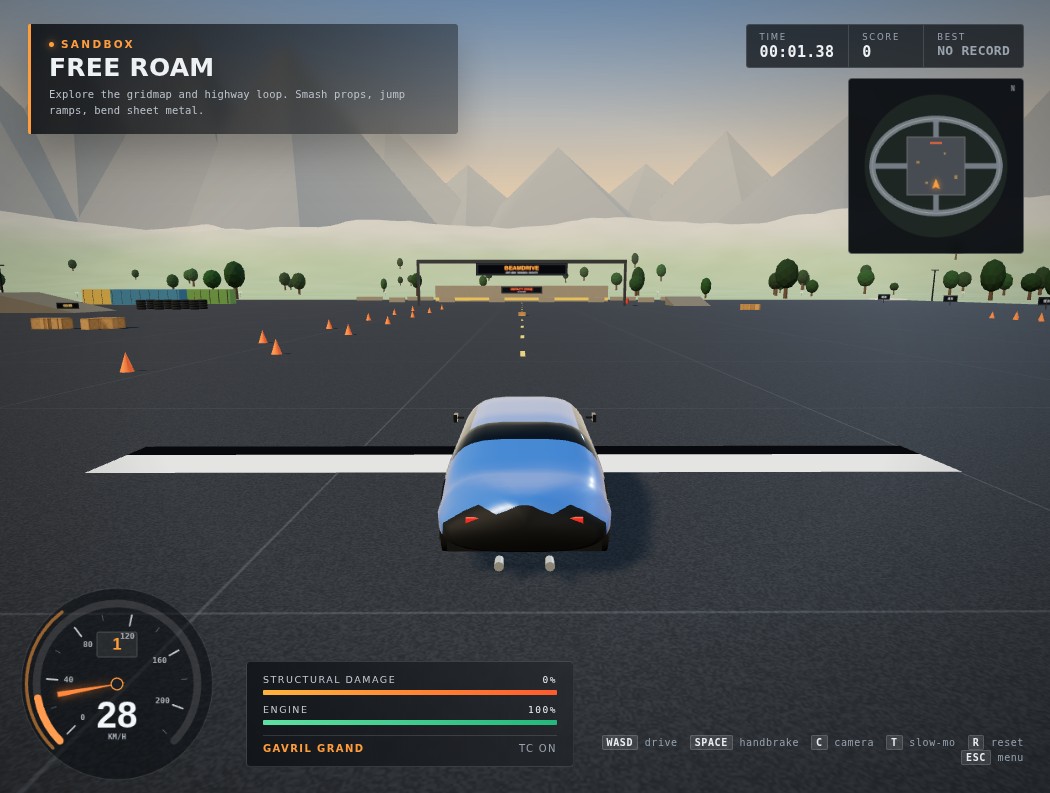 SANDBOX
FREE ROAM
Explore the gridmap and highway loop. Smash props, jump
ramps, bend sheet metal.
TIME
00:01.38
SCORE
0
BEST
NO RECORD
N
BEAMDRIVE
1
0
40
80
120
160
200
28
KM/H
STRUCTURAL DAMAGE 0%
ENGINE 100%
GAVRIL GRAND TC ON
WASD drive SPACE handbrake C camera T slow-mo R reset
ESC menu